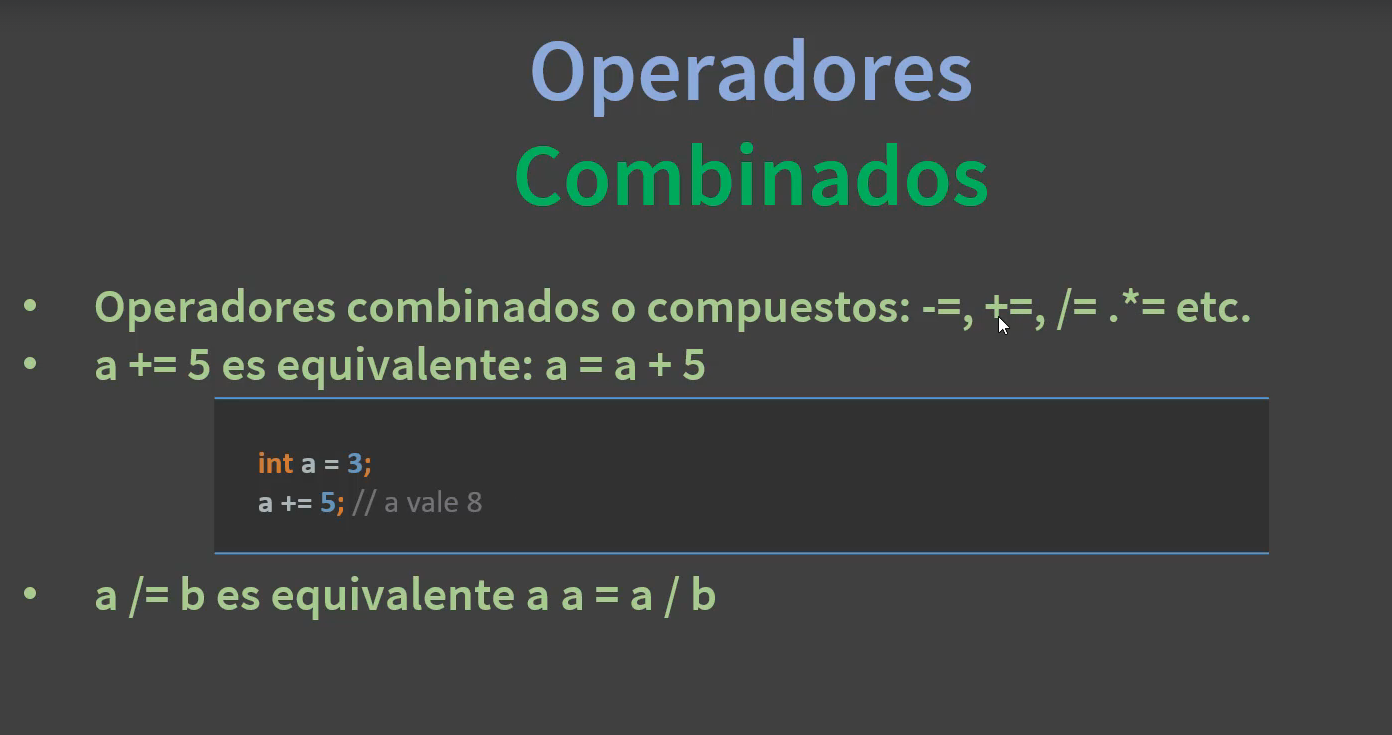 Operadores
Combinados
• Operadores combinados o compuestos: -=, +=, /= .*= etc.
• a += 5 es equivalente: a = a + 5
int a = 3;
a += 5; // a vale 8
• a /= b es equivalente a a = a / b